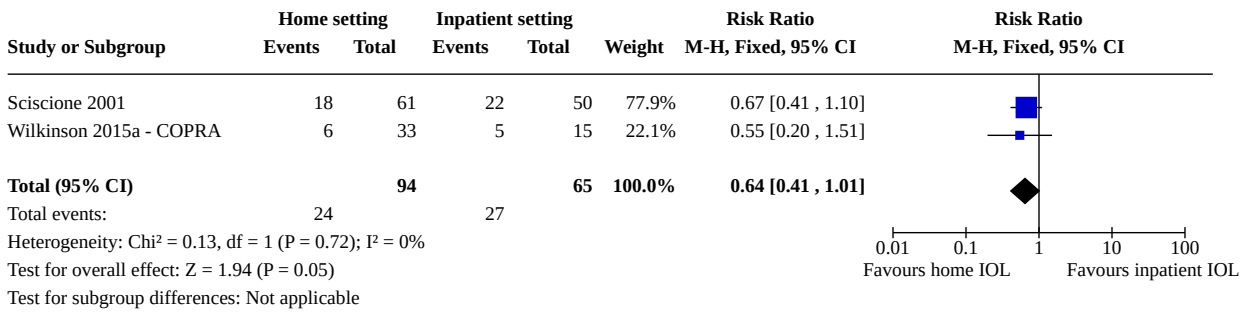 Home setting Inpatient setting Risk Ratio Risk Ratio
Study or Subgroup Events Total Events Total Weight M-H, Fixed, 95% CI M-H, Fixed, 95% CI
Sciscione 2001 18 61 22 50 77.9% 0.67 [0.41 , 1.10]
Wilkinson 2015a - COPRA 6 33 5 15 22.1% 0.55 [0.20 , 1.51]
Total (95% CI) 94 65 100.0% 0.64 [0.41 , 1.01]
Total events: 24 27
Heterogeneity: Chi² = 0.13, df = 1 (P = 0.72); I² = 0%
0.01 0.1 1 10 100
Test for overall effect: Z = 1.94 (P = 0.05) Favours home IOL Favours inpatient IOL
Test for subgroup differences: Not applicable